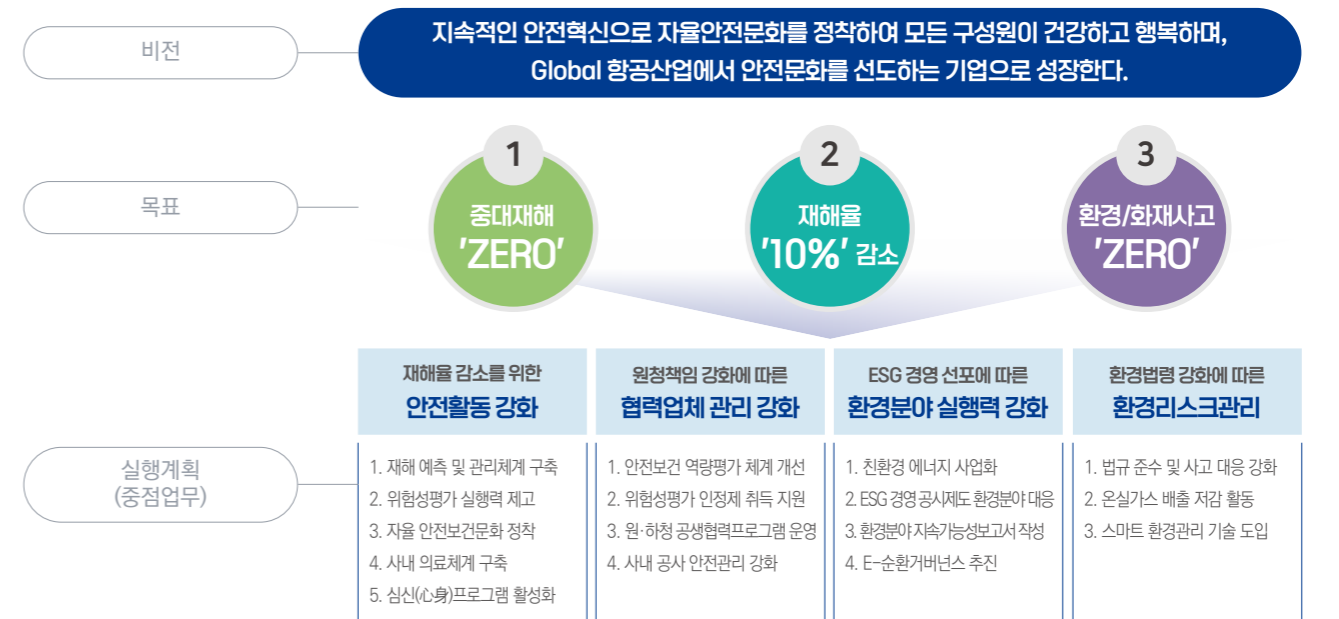 비전
지속적인 안전혁신으로 자율안전문화를 정착하여 모든 구성원이 건강하고 행복하며,
Global 항공산업에서 안전문화를 선도하는 기업으로 성장한다.
목표
1
중대재해
'ZERO'
2
재해율
'10%' 감소
3
환경/화재사고
'ZERO'
실행계획
(중점업무)
재해율 감소를 위한
안전활동 강화
1. 재해 예측 및 관리체계 구축
2. 위험성평가 실행력 제고
3. 자율 안전보건문화 정착
4. 사내 의료체계 구축
5. 심신(心身)프로그램 활성화
원청책임 강화에 따른
협력업체 관리 강화
1. 안전보건 역량평가 체계 개선
2. 위험성평가 인정제 취득 지원
3. 원·하청 공생협력프로그램 운영
4. 사내 공사 안전관리 강화
ESG 경영 선포에 따른
환경분야 실행력 강화
1. 친환경 에너지 사업화
2. ESG 경영 공시제도 환경분야 대응
3. 환경분야 지속가능성보고서 작성
4. E-순환거버넌스 추진
환경법령 강화에 따른
환경리스크관리
1. 법규 준수 및 사고 대응 강화
2. 온실가스 배출 저감 활동
3. 스마트 환경관리 기술 도입